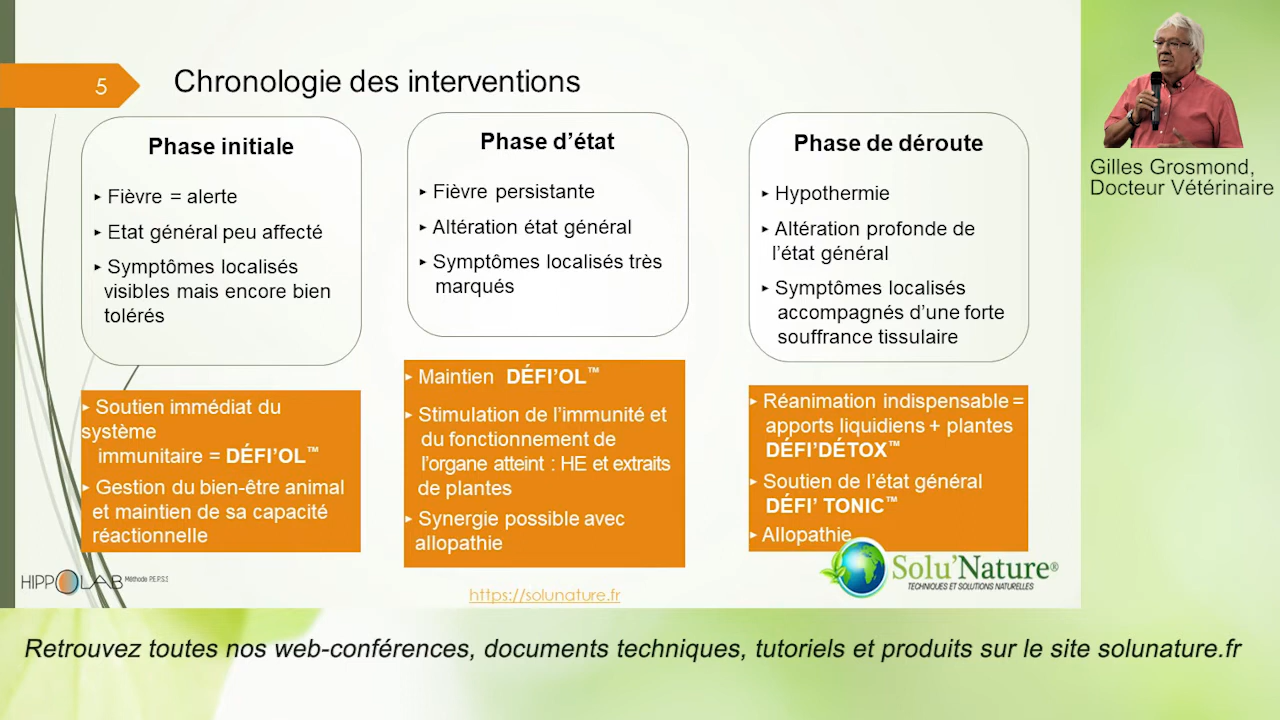 5
Chronologie des interventions
Phase initiale
▸ Fièvre = alerte
▸ Etat général peu affecté
▸ Symptômes localisés
visibles mais encore bien
tolérés
▸ Soutien immédiat du
système
immunitaire = DÉFI’OL™
▸ Gestion du bien-être animal
et maintien de sa capacité
réactionnelle
Phase d’état
▸ Fièvre persistante
▸ Altération état général
▸ Symptômes localisés très
marqués
▸ Maintien DÉFI’OL™
▸ Stimulation de l’immunité et
du fonctionnement de
l’organe atteint : HE et extraits
de plantes
▸ Synergie possible avec
allopathie
Phase de déroute
▸ Hypothermie
▸ Altération profonde de
l’état général
▸ Symptômes localisés
accompagnés d’une forte
souffrance tissulaire
▸ Réanimation indispensable =
apports liquidiens + plantes
DÉFI’DÉTOX™
▸ Soutien de l’état général
DÉFI’ TONIC™
▸ Allopathie
Gilles Grosmond,
Docteur Vétérinaire
HIPPOLAB Méthode P.E.P.S.S
https://solunature.fr
Solu’Nature®
TECHNIQUES ET SOLUTIONS NATURELLES
Retrouvez toutes nos web-conférences, documents techniques, tutoriels et produits sur le site solunature.fr